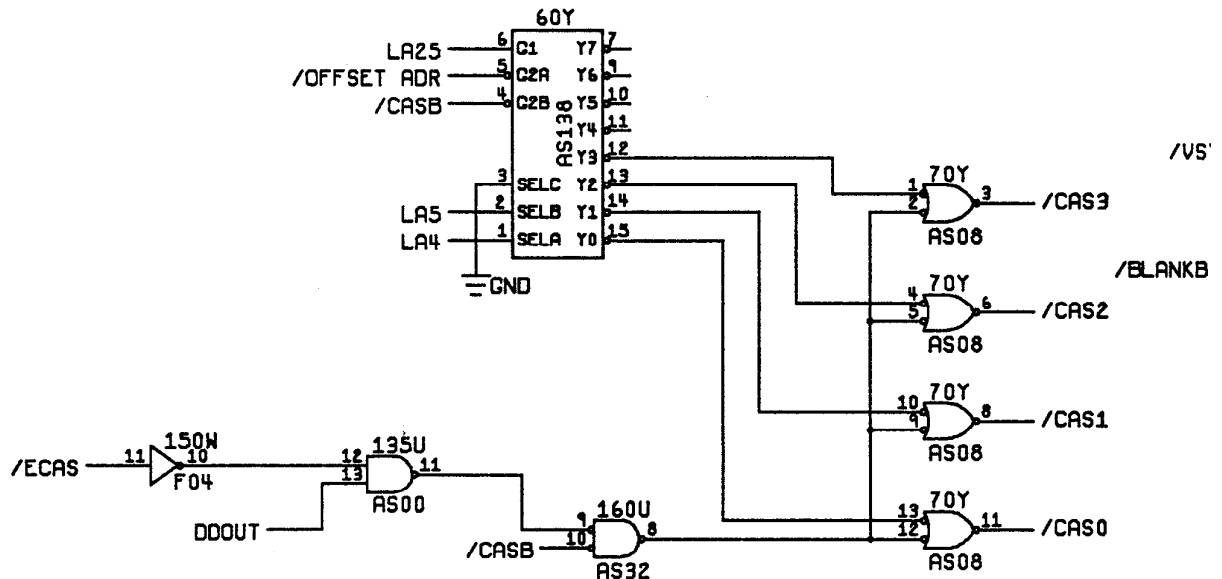 60Y
LA25 6 G1 Y7 7
/OFFSET ADR 5 G2A Y6 9
/CASB 4 G2B Y5 10
AS138
Y4 11
Y3 12
3 SELC Y2 13
LA5 2 SELB Y1 14
LA4 1 SELA Y0 15
GND
/VS
70Y
1 2 3 /CAS3
AS08
/BLANKB
70Y
4 5 6 /CAS2
AS08
70Y
10 9 8 /CAS1
AS08
150W
/ECAS 11 10
F04
135U
12 13 11
AS00
DDOUT
160U
9 10 8
/CASB
AS32
70Y
13 12 11 /CAS0
AS08